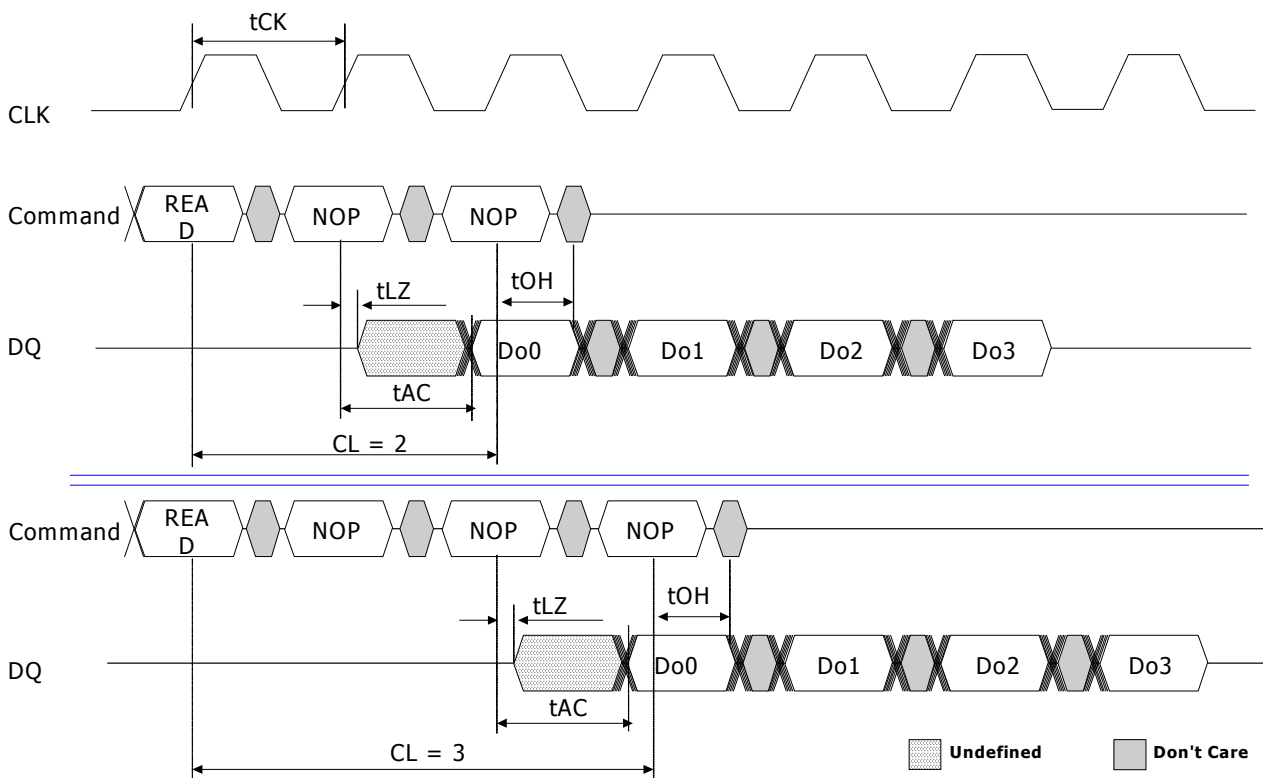 tCK
CLK
Command
REA
D
NOP
NOP
tLZ
tOH
DQ
Do0
Do1
Do2
Do3
tAC
CL = 2
Command
REA
D
NOP
NOP
NOP
tLZ
tOH
DQ
Do0
Do1
Do2
Do3
tAC
CL = 3
Undefined
Don't Care